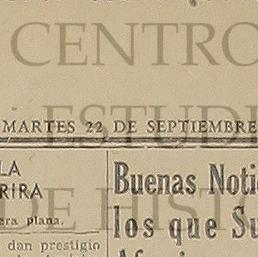 CENTRO
ESTUDI
MARTES 22 DE SEPTIEMBRE
LA
RIRA
era plana.
dan prestigio
Buenas Noti
los que Su
DE HIST